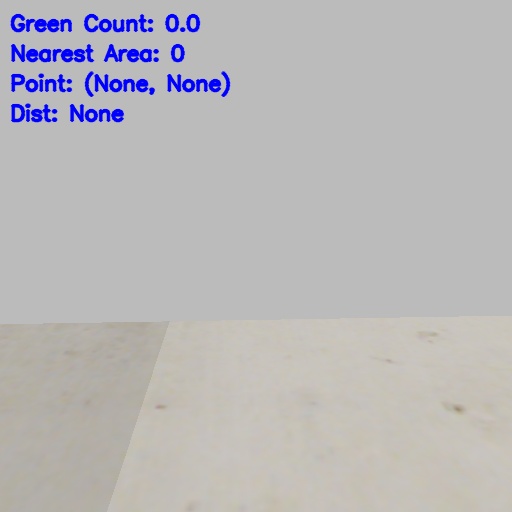 Green Count: 0.0
Nearest Area: 0
Point: (None, None)
Dist: None